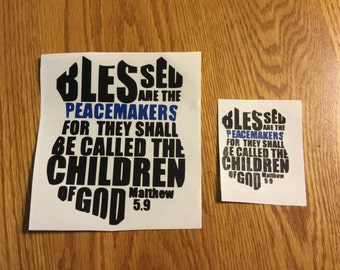 BLESSED
ARE THE
PEACEMAKERS
FOR THEY SHALL
BE CALLED THE
CHILDREN
OF GOD Matthew
5.9
BLESSED
ARE THE
PEACEMAKERS
FOR THEY SHALL
BE CALLED THE
CHILDREN
OF GOD Matthew
5 9